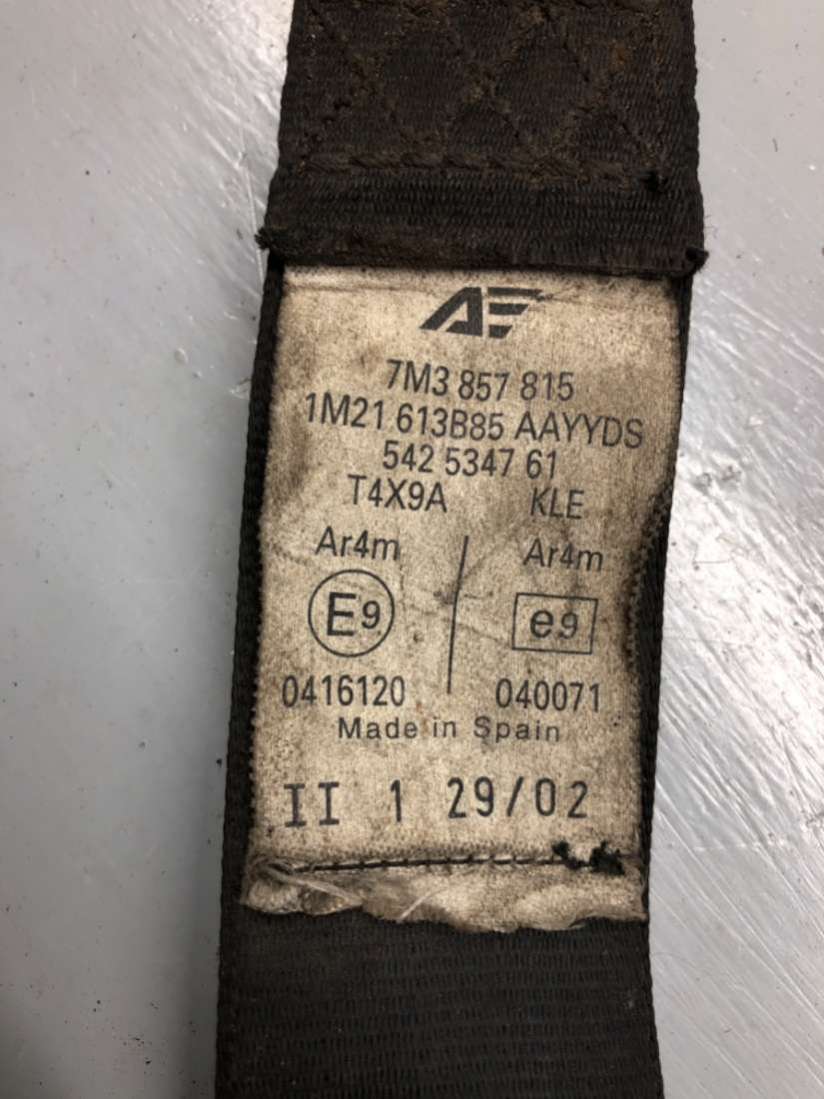 AE
7M3 857 815
1M21 613B85 AAYYDS
542 5347 61
T4X9A KLE
Ar4m Ar4m
E9 e9
0416120 040071
Made in Spain
II 1 29/02